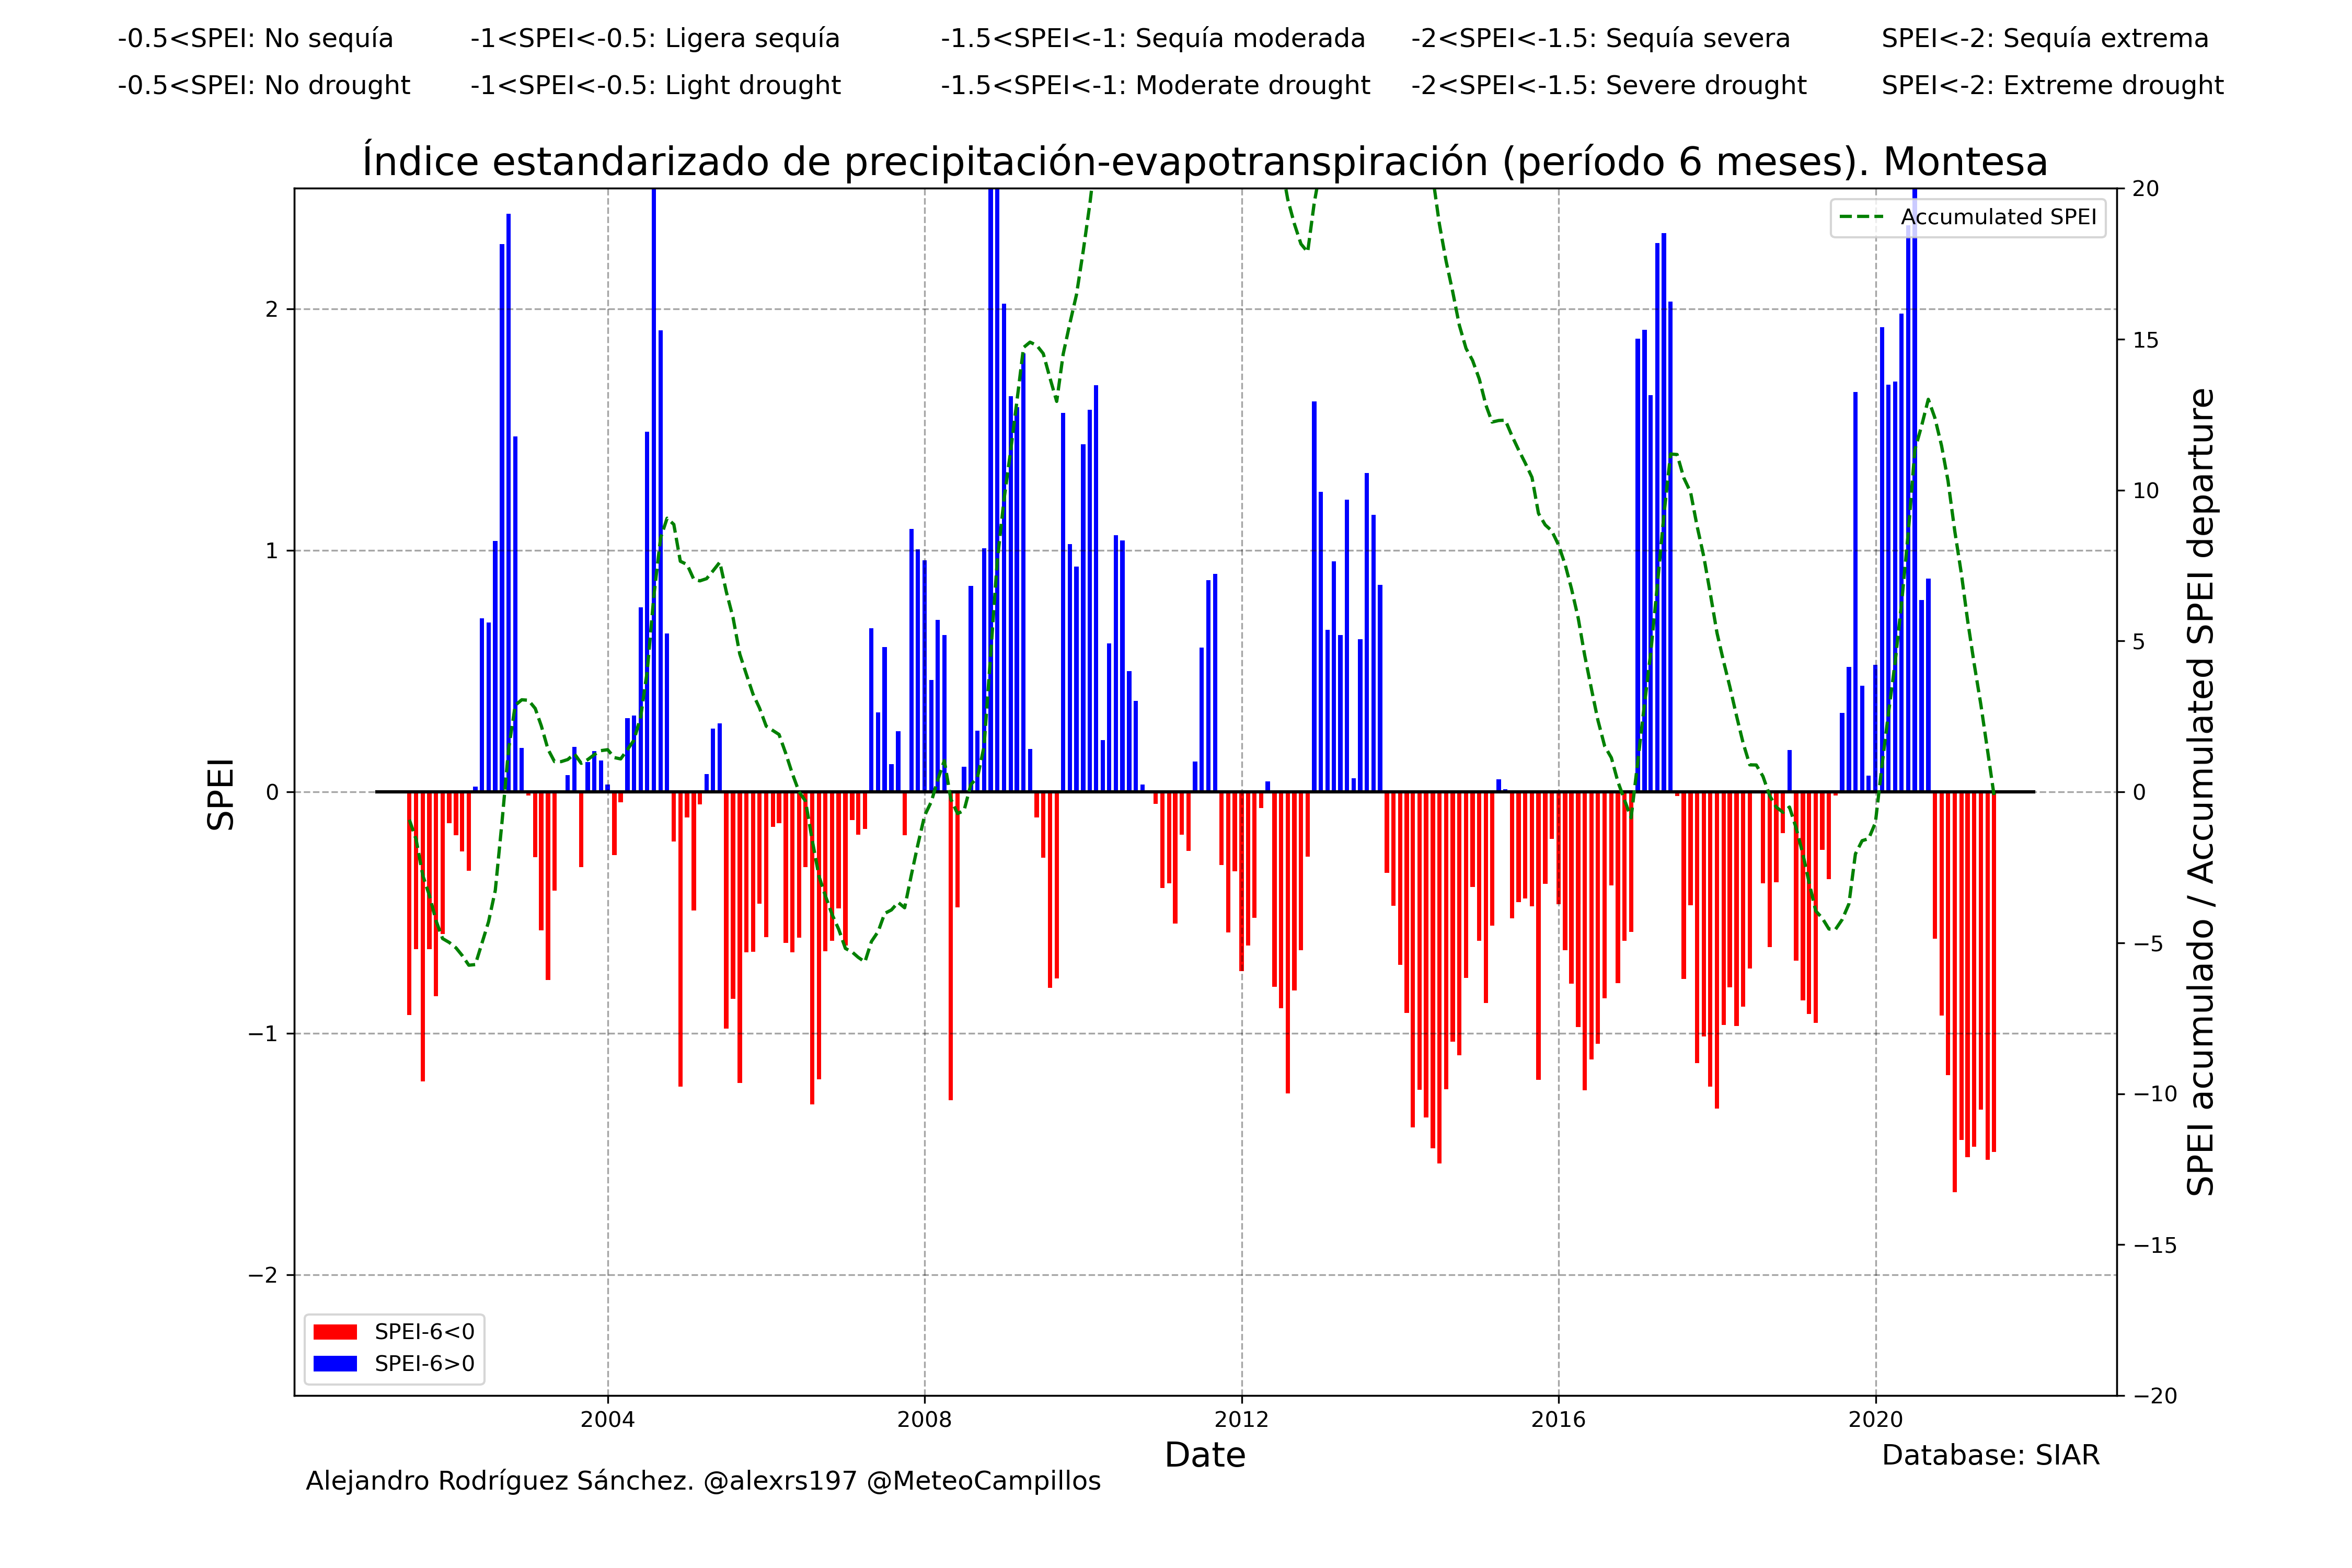 -0.5<SPEI: No sequía -1<SPEI<-0.5: Ligera sequía -1.5<SPEI<-1: Sequía moderada -2<SPEI<-1.5: Sequía severa SPEI<-2: Sequía extrema
-0.5<SPEI: No drought -1<SPEI<-0.5: Light drought -1.5<SPEI<-1: Moderate drought -2<SPEI<-1.5: Severe drought SPEI<-2: Extreme drought
Índice estandarizado de precipitación-evapotranspiración (período 6 meses). Montesa
Accumulated SPEI
SPEI
2
1
0
−1
−2
20
15
10
5
0
−5
−10
−15
−20
SPEI acumulado / Accumulated SPEI departure
SPEI-6<0
SPEI-6>0
2004 2008 2012 2016 2020
Date
Database: SIAR
Alejandro Rodríguez Sánchez. @alexrs197 @MeteoCampillos